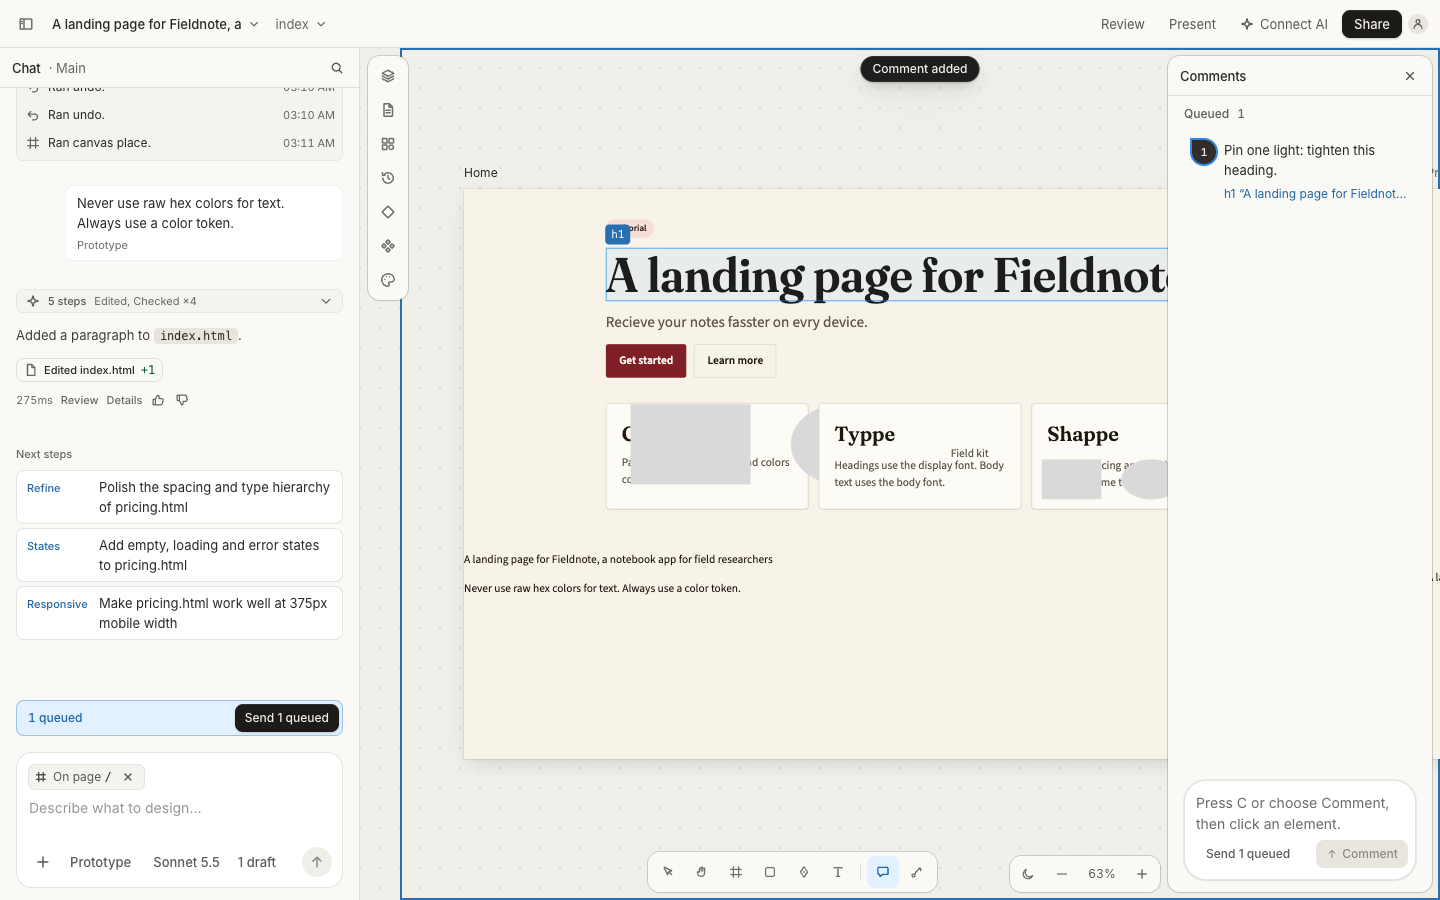 A landing page for Fieldnote, a
index
Review
Present
Connect AI
Share
Chat · Main
Ran undo. 03:10 AM
Ran undo. 03:10 AM
Ran canvas place. 03:11 AM
Never use raw hex colors for text.
Always use a color token.
Prototype
5 steps Edited, Checked ×4
Added a paragraph to index.html.
Edited index.html +1
275ms Review Details
Next steps
Refine Polish the spacing and type hierarchy
of pricing.html
States Add empty, loading and error states
to pricing.html
Responsive Make pricing.html work well at 375px
mobile width
1 queued
Send 1 queued
On page /
Describe what to design...
Prototype Sonnet 5.5 1 draft
Comment added
Home
h1
orial
A landing page for Fieldnote
Recieve your notes fasster on evry device.
Get started
Learn more
C
Pa d colors
co
Typpe
Field kit
Headings use the display font. Body
text uses the body font.
Shappe
cing a
me t
A landing page for Fieldnote, a notebook app for field researchers
Never use raw hex colors for text. Always use a color token.
63%
Comments
Queued 1
1
Pin one light: tighten this
heading.
h1 “A landing page for Fieldnot...
Press C or choose Comment,
then click an element.
Send 1 queued
Comment